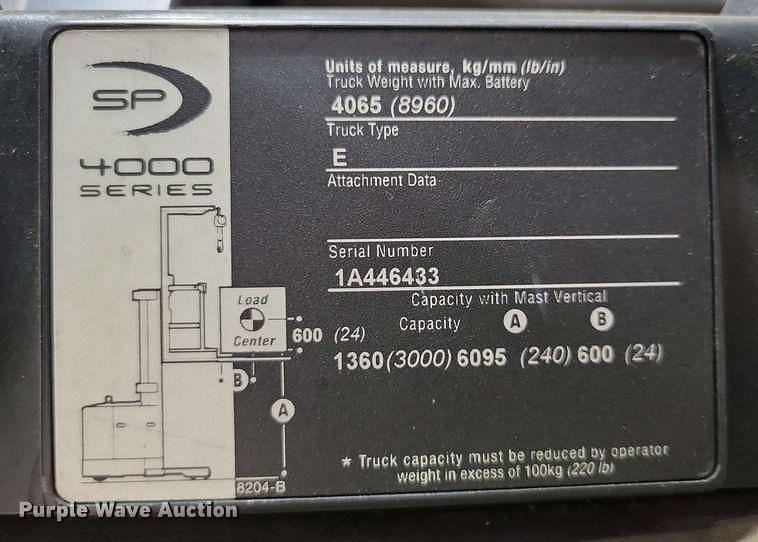 SP
4000
SERIES
Units of measure, kg/mm (lb/in)
Truck Weight with Max. Battery
4065 (8960)
Truck Type
E
Attachment Data
Serial Number
1A446433
Capacity with Mast Vertical
Capacity A B
1360 (3000) 6095 (240) 600 (24)
Load
Center
600 (24)
B
A
8204-B
* Truck capacity must be reduced by operator
weight in excess of 100kg (220 lb)
Purple Wave Auction